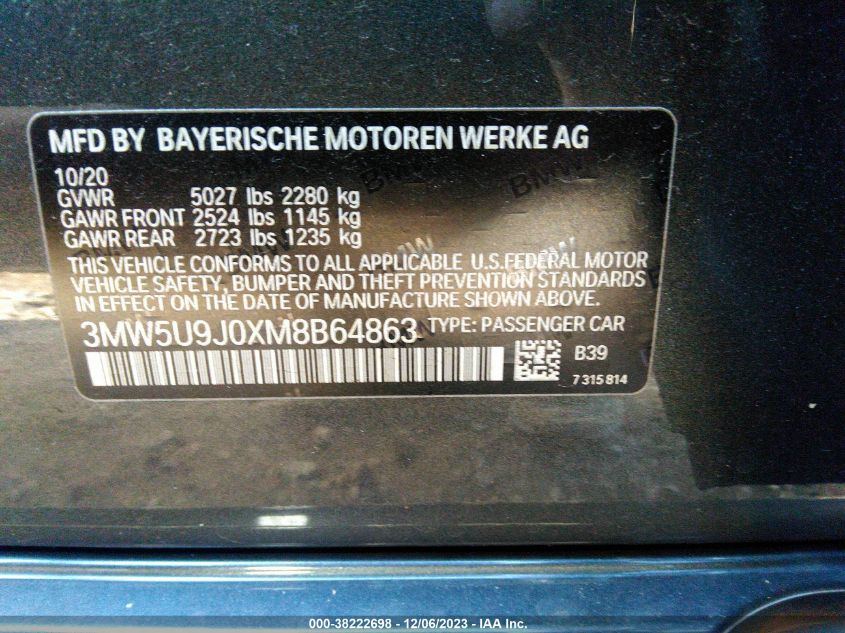 MFD BY BAYERISCHE MOTOREN WERKE AG
10/20
GVWR 5027 lbs 2280 kg
GAWR FRONT 2524 lbs 1145 kg
GAWR REAR 2723 lbs 1235 kg
THIS VEHICLE CONFORMS TO ALL APPLICABLE U.S.FEDERAL MOTOR
VEHICLE SAFETY, BUMPER AND THEFT PREVENTION STANDARDS
IN EFFECT ON THE DATE OF MANUFACTURE SHOWN ABOVE.
3MW5U9J0XM8B64863 TYPE: PASSENGER CAR
B39
7 315 814
000-38222698 - 12/06/2023 - IAA Inc.